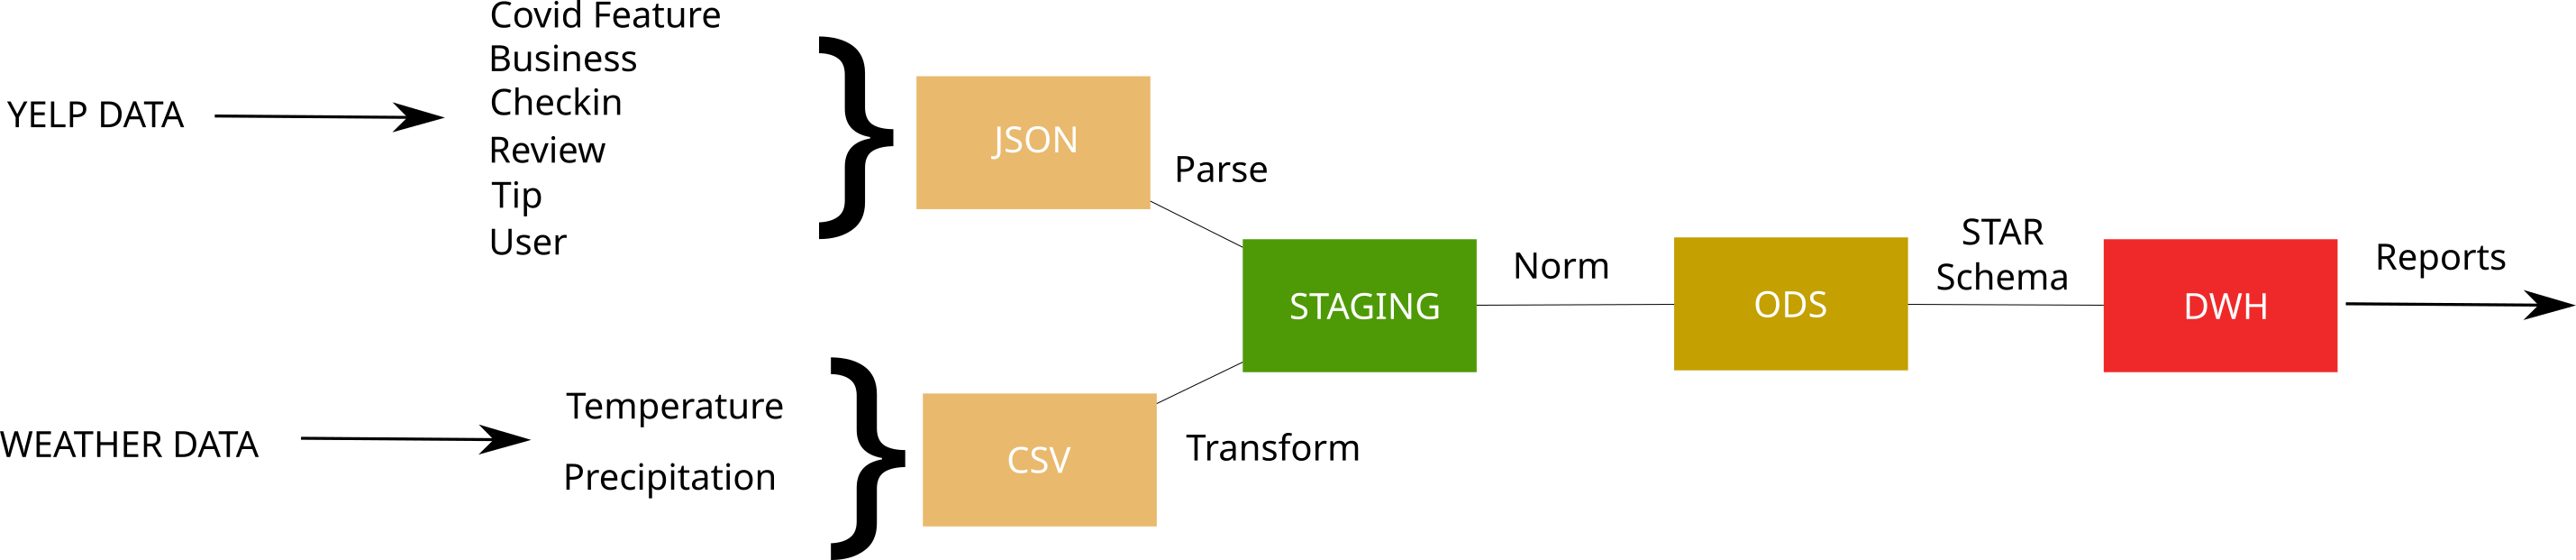 YELP DATA
Covid Feature
Business
Checkin
Review
Tip
User
}
JSON
Parse
WEATHER DATA
Temperature
Precipitation
}
CSV
Transform
STAGING
Norm
ODS
STAR
Schema
DWH
Reports